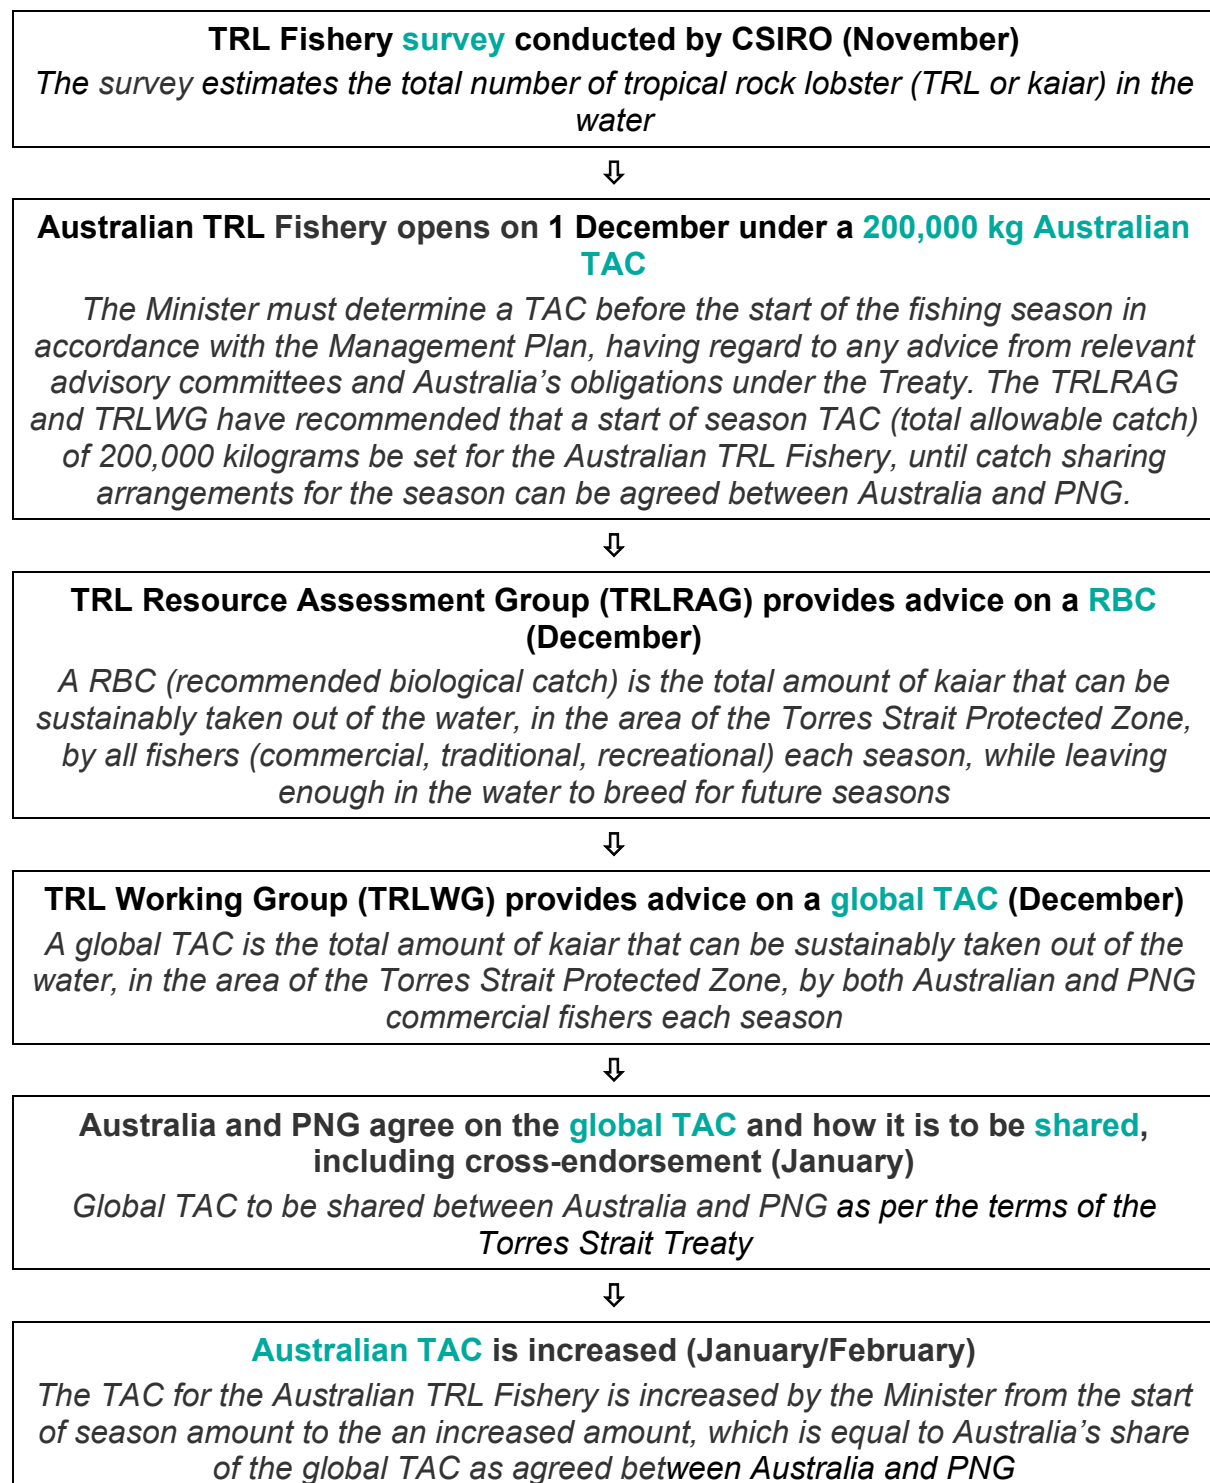 TRL Fishery survey conducted by CSIRO (November)
The survey estimates the total number of tropical rock lobster (TRL or kaiar) in the
water
⇩
Australian TRL Fishery opens on 1 December under a 200,000 kg Australian
TAC
The Minister must determine a TAC before the start of the fishing season in
accordance with the Management Plan, having regard to any advice from relevant
advisory committees and Australia’s obligations under the Treaty. The TRLRAG
and TRLWG have recommended that a start of season TAC (total allowable catch)
of 200,000 kilograms be set for the Australian TRL Fishery, until catch sharing
arrangements for the season can be agreed between Australia and PNG.
⇩
TRL Resource Assessment Group (TRLRAG) provides advice on a RBC
(December)
A RBC (recommended biological catch) is the total amount of kaiar that can be
sustainably taken out of the water, in the area of the Torres Strait Protected Zone,
by all fishers (commercial, traditional, recreational) each season, while leaving
enough in the water to breed for future seasons
⇩
TRL Working Group (TRLWG) provides advice on a global TAC (December)
A global TAC is the total amount of kaiar that can be sustainably taken out of the
water, in the area of the Torres Strait Protected Zone, by both Australian and PNG
commercial fishers each season
⇩
Australia and PNG agree on the global TAC and how it is to be shared,
including cross-endorsement (January)
Global TAC to be shared between Australia and PNG as per the terms of the
Torres Strait Treaty
⇩
Australian TAC is increased (January/February)
The TAC for the Australian TRL Fishery is increased by the Minister from the start
of season amount to the an increased amount, which is equal to Australia’s share
of the global TAC as agreed between Australia and PNG